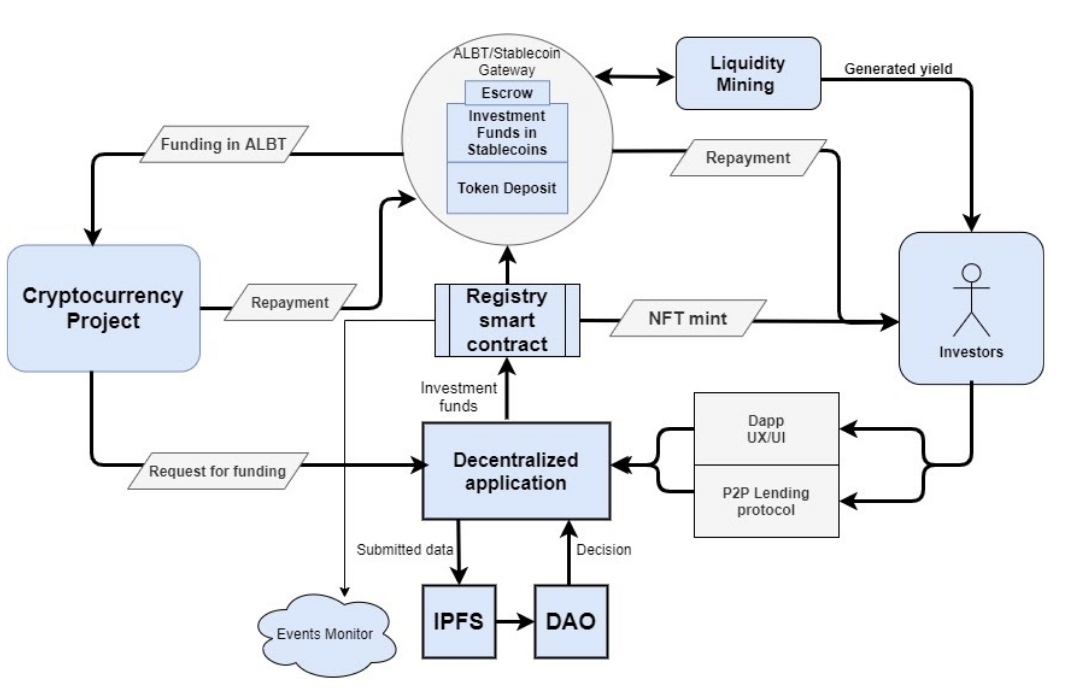 ALBT/Stablecoin
Gateway
Escrow
Investment
Funds in
Stablecoins
Token Deposit
Liquidity
Mining
Generated yield
Funding in ALBT
Repayment
Cryptocurrency
Project
Repayment
Registry
smart
contract
NFT mint
Investors
Investment
funds
Dapp
UX/UI
Request for funding
Decentralized
application
P2P Lending
protocol
Submitted data
Decision
IPFS
DAO
Events Monitor